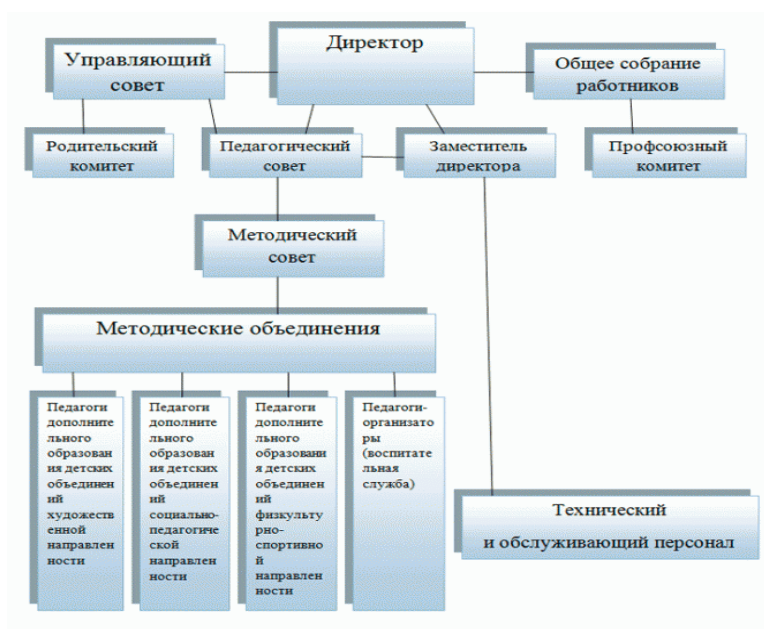 Директор
Управляющий
совет
Общее собрание
работников
Родительский
комитет
Педагогический
совет
Заместитель
директора
Профсоюзный
комитет
Методический
совет
Методические объединения
Педагоги
дополните
льного
образован
ия детских
объединен
ий
художеств
енной
направлен
ности
Педагоги
дополните
льного
образован
ия детских
объединен
ий
социально-
педагогиче
ской
направлен
ности
Педагоги
дополните
льного
образовани
я детских
объединен
ий
физкульту
рно-
спортивно
й
направлен
ности
Педагоги-
организато
ры
(воспитате
льная
служба)
Технический
и обслуживающий персонал